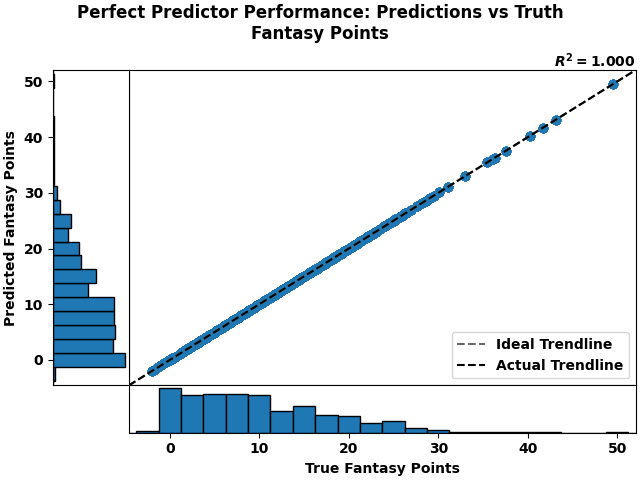 Perfect Predictor Performance: Predictions vs Truth
Fantasy Points
R² = 1.000
Predicted Fantasy Points
50
40
30
20
10
0
Ideal Trendline
Actual Trendline
0 10 20 30 40 50
True Fantasy Points